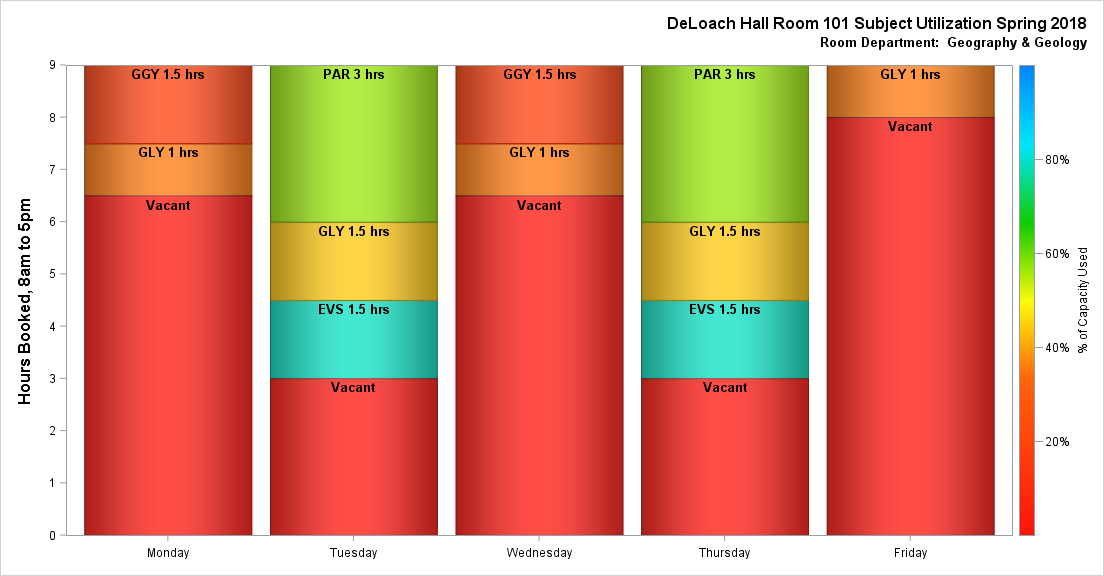 DeLoach Hall Room 101 Subject Utilization Spring 2018
Room Department:  Geography & Geology
Hours Booked, 8am to 5pm
9
8
7
6
5
4
3
2
1
0
GGY 1.5 hrs
GLY 1 hrs
Vacant
PAR 3 hrs
GLY 1.5 hrs
EVS 1.5 hrs
Vacant
GGY 1.5 hrs
GLY 1 hrs
Vacant
PAR 3 hrs
GLY 1.5 hrs
EVS 1.5 hrs
Vacant
GLY 1 hrs
Vacant
Monday
Tuesday
Wednesday
Thursday
Friday
80%
60%
40%
20%
% of Capacity Used